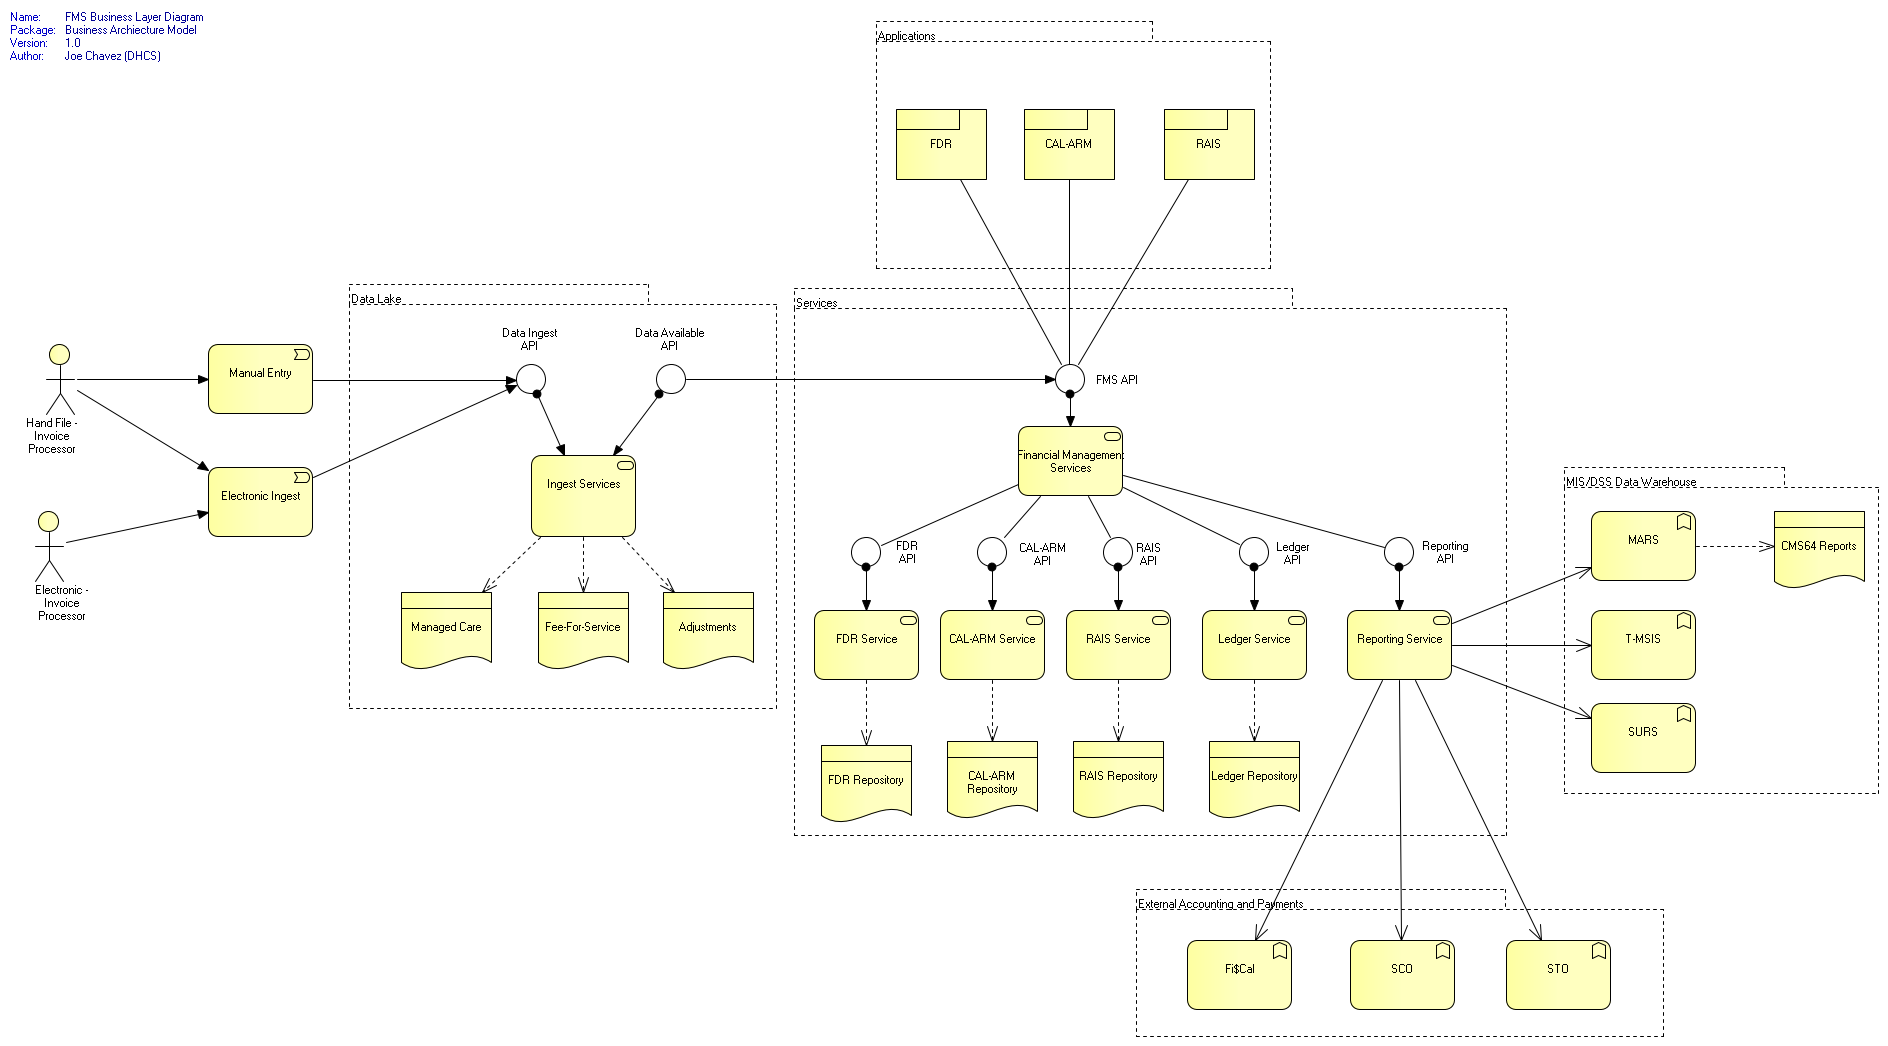 Name: FMS Business Layer Diagram
Package: Business Archiecture Model
Version: 1.0
Author: Joe Chavez (DHCS)
Applications
FDR
CAL-ARM
RAIS
Data Lake
Services
Data Ingest
API
Data Available
API
Manual Entry
FMS API
Hand File -
Invoice
Processor
Financial Management
Services
Electronic Ingest
Ingest Services
MIS/DSS Data Warehouse
MARS
CMS64 Reports
FDR
API
CAL-ARM
API
RAIS
API
Ledger
API
Reporting
API
Electronic -
Invoice
Processor
Managed Care
Fee-For-Service
Adjustments
FDR Service
CAL-ARM Service
RAIS Service
Ledger Service
Reporting Service
T-MSIS
SURS
FDR Repository
CAL-ARM
Repository
RAIS Repository
Ledger Repository
External Accounting and Payments
Fi$Cal
SCO
STO